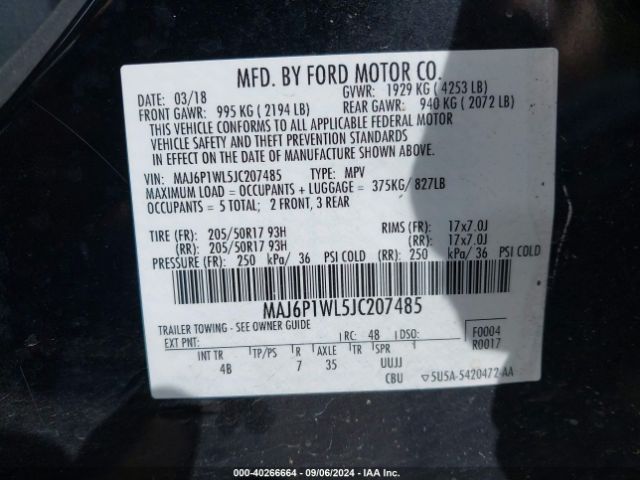 MFD. BY FORD MOTOR CO.
DATE: 03/18 GVWR: 1929 KG ( 4253 LB)
FRONT GAWR: 995 KG ( 2194 LB) REAR GAWR: 940 KG ( 2072 LB)
THIS VEHICLE CONFORMS TO ALL APPLICABLE FEDERAL MOTOR
VEHICLE SAFETY AND THEFT PREVENTION STANDARDS
IN EFFECT ON THE DATE OF MANUFACTURE SHOWN ABOVE.
VIN: MAJ6P1WL5JC207485 TYPE: MPV
MAXIMUM LOAD = OCCUPANTS + LUGGAGE = 375KG/ 827LB
OCCUPANTS = 5 TOTAL; 2 FRONT, 3 REAR
TIRE (FR): 205/50R17 93H RIMS (FR): 17x7.0J
(RR): 205/50R17 93H (RR): 17x7.0J
PRESSURE (FR): 250 kPa/ 36 PSI COLD (RR): 250 kPa/ 36 PSI COLD
MAJ6P1WL5JC207485
TRAILER TOWING - SEE OWNER GUIDE
EXT PNT: RC: 48 DSO: F0004
R0017
INT TR TP/PS R AXLE TR SPR
4B 7 35 UUJJ
CBU ▽5U5A-5420472-AA
000-40266664 - 09/06/2024 - IAA Inc.